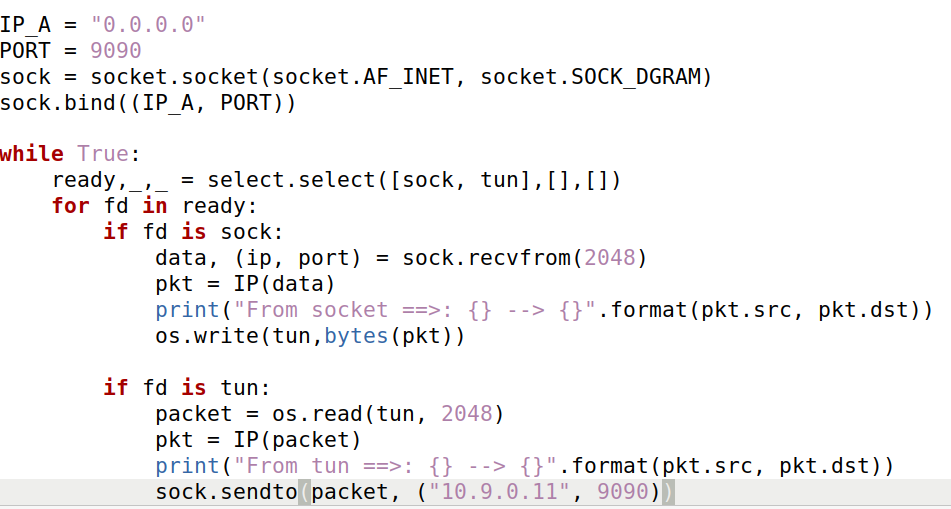 IP_A = "0.0.0.0"
PORT = 9090
sock = socket.socket(socket.AF_INET, socket.SOCK_DGRAM)
sock.bind((IP_A, PORT))

while True:
    ready,_,_ = select.select([sock, tun],[],[])
    for fd in ready:
        if fd is sock:
            data, (ip, port) = sock.recvfrom(2048)
            pkt = IP(data)
            print("From socket ==>: {} --> {}".format(pkt.src, pkt.dst))
            os.write(tun,bytes(pkt))

        if fd is tun:
            packet = os.read(tun, 2048)
            pkt = IP(packet)
            print("From tun ==>: {} --> {}".format(pkt.src, pkt.dst))
            sock.sendto(packet, ("10.9.0.11", 9090))